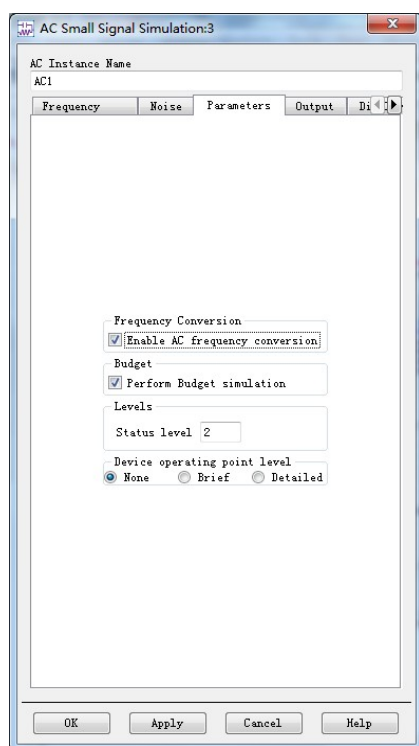 AC Small Signal Simulation:3
AC Instance Name
AC1
Frequency Noise Parameters Output
Frequency Conversion
Enable AC frequency conversion
Budget
Perform Budget simulation
Levels
Status level 2
Device operating point level
None Brief Detailed
OK Apply Cancel Help